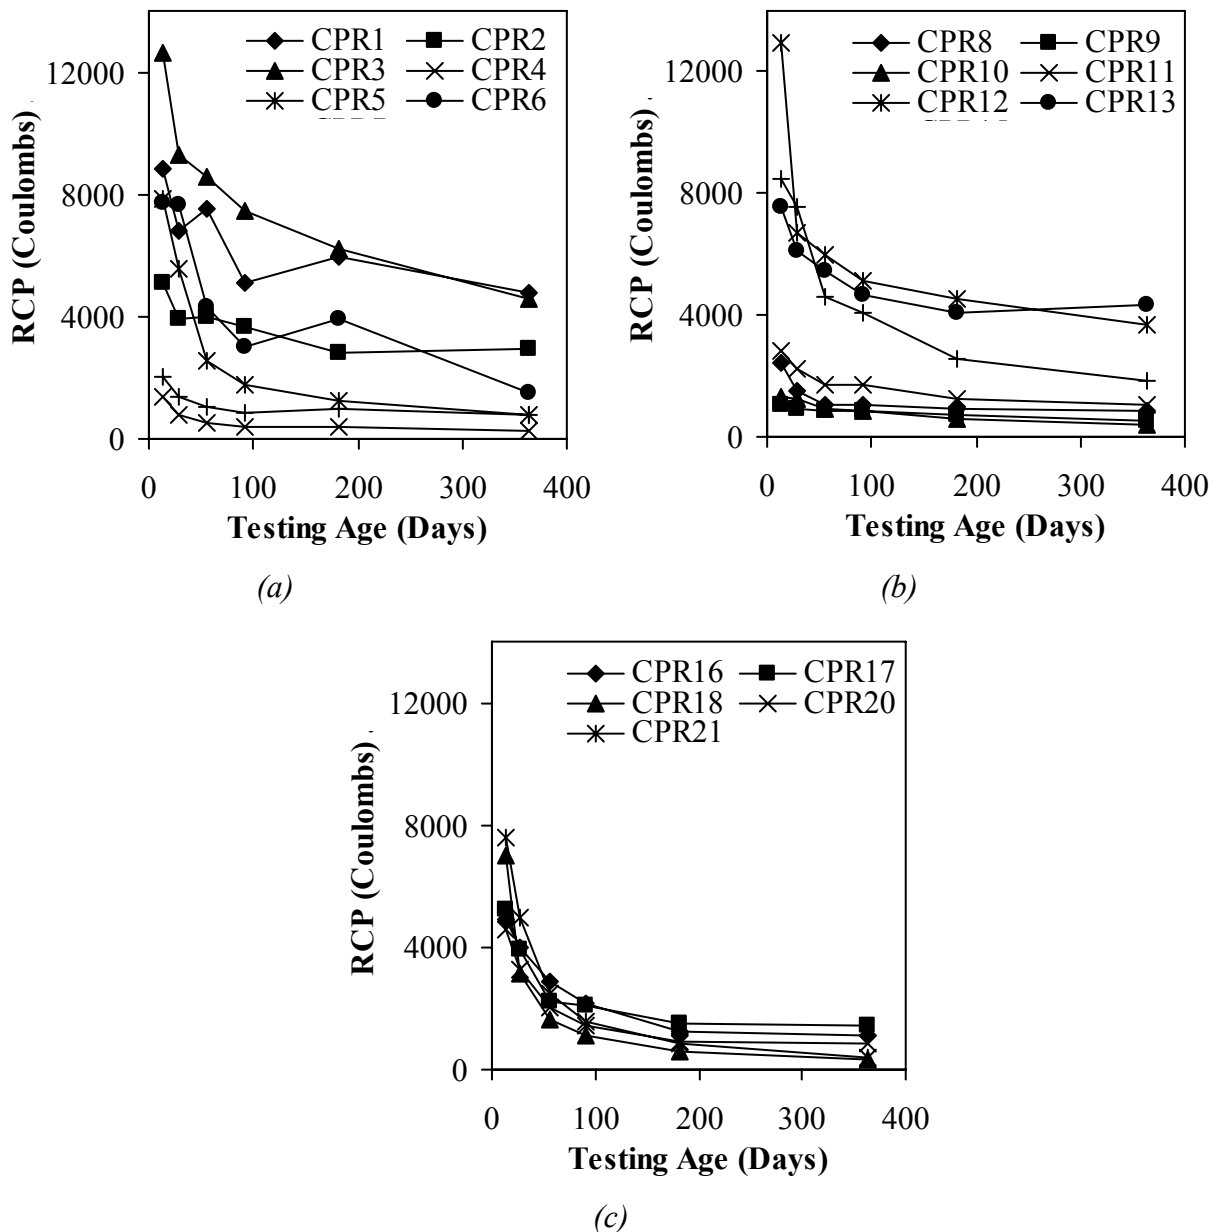 CPR1 CPR2
CPR3 CPR4
CPR5 CPR6
12000
8000
4000
0
0 100 200 300 400
RCP (Coulombs)
Testing Age (Days)
(a)
CPR8 CPR9
CPR10 CPR11
CPR12 CPR13
12000
8000
4000
0
0 100 200 300 400
RCP (Coulombs)
Testing Age (Days)
(b)
CPR16 CPR17
CPR18 CPR20
CPR21
12000
8000
4000
0
0 100 200 300 400
RCP (Coulombs)
Testing Age (Days)
(c)